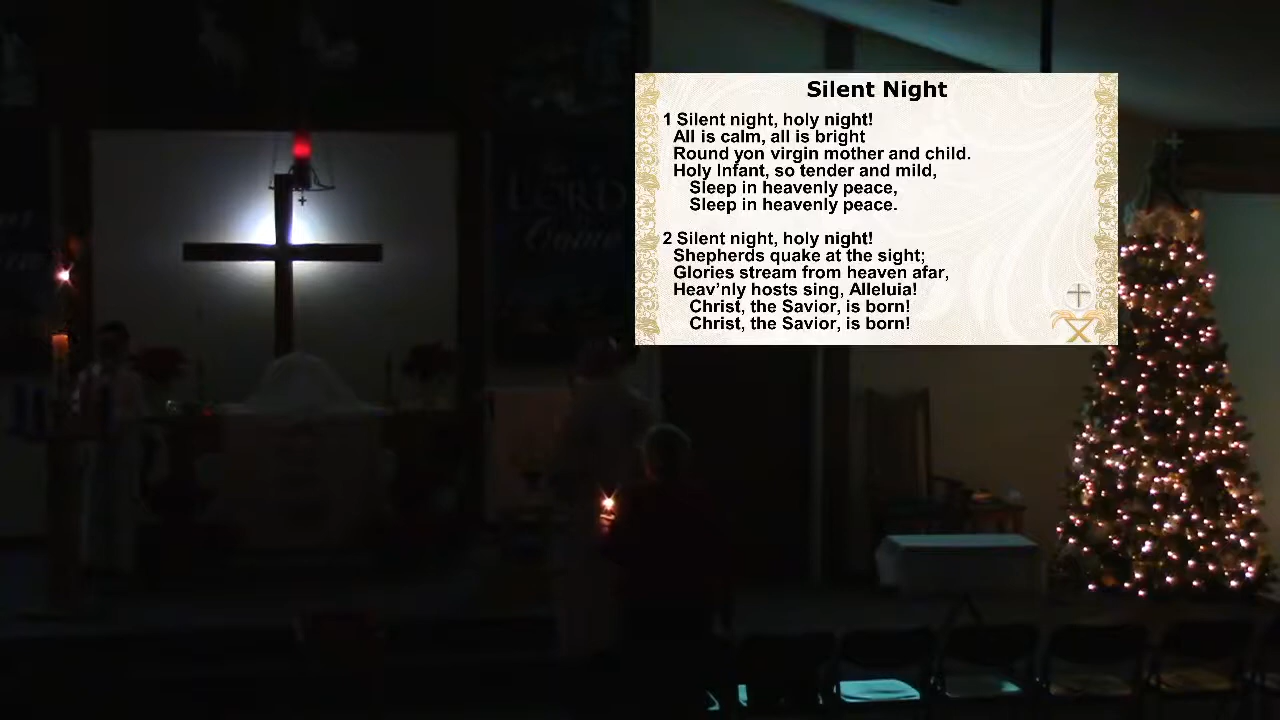 Silent Night
1 Silent night, holy night!
All is calm, all is bright
Round yon virgin mother and child.
Holy Infant, so tender and mild,
Sleep in heavenly peace,
Sleep in heavenly peace.
2 Silent night, holy night!
Shepherds quake at the sight;
Glories stream from heaven afar,
Heav’nly hosts sing, Alleluia!
Christ, the Savior, is born!
Christ, the Savior, is born!
LORD